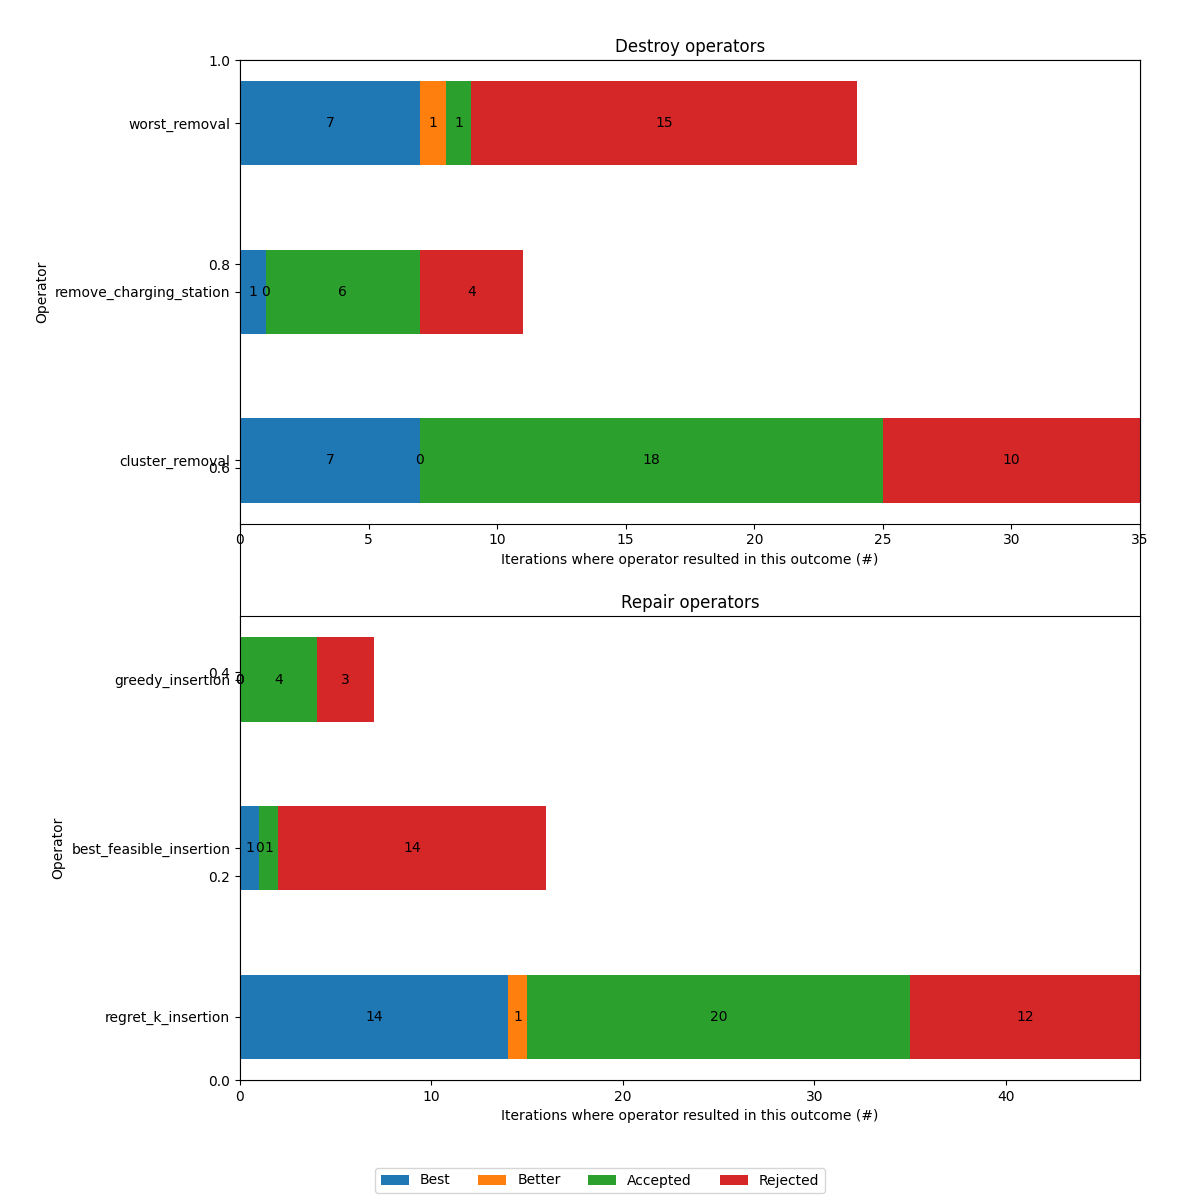 Destroy operators
1.0
worst_removal
7 1 1 15
0.8
Operator
remove_charging_station
1 0 6 4
cluster_removal
7 0 18 10
0.6
0 5 10 15 20 25 30 35
Iterations where operator resulted in this outcome (#)
Repair operators
0.4
greedy_insertion
0 0 4 3
Operator
best_feasible_insertion
1 0 1 14
0.2
regret_k_insertion
14 1 20 12
0.0
0 10 20 30 40
Iterations where operator resulted in this outcome (#)
Best Better Accepted Rejected